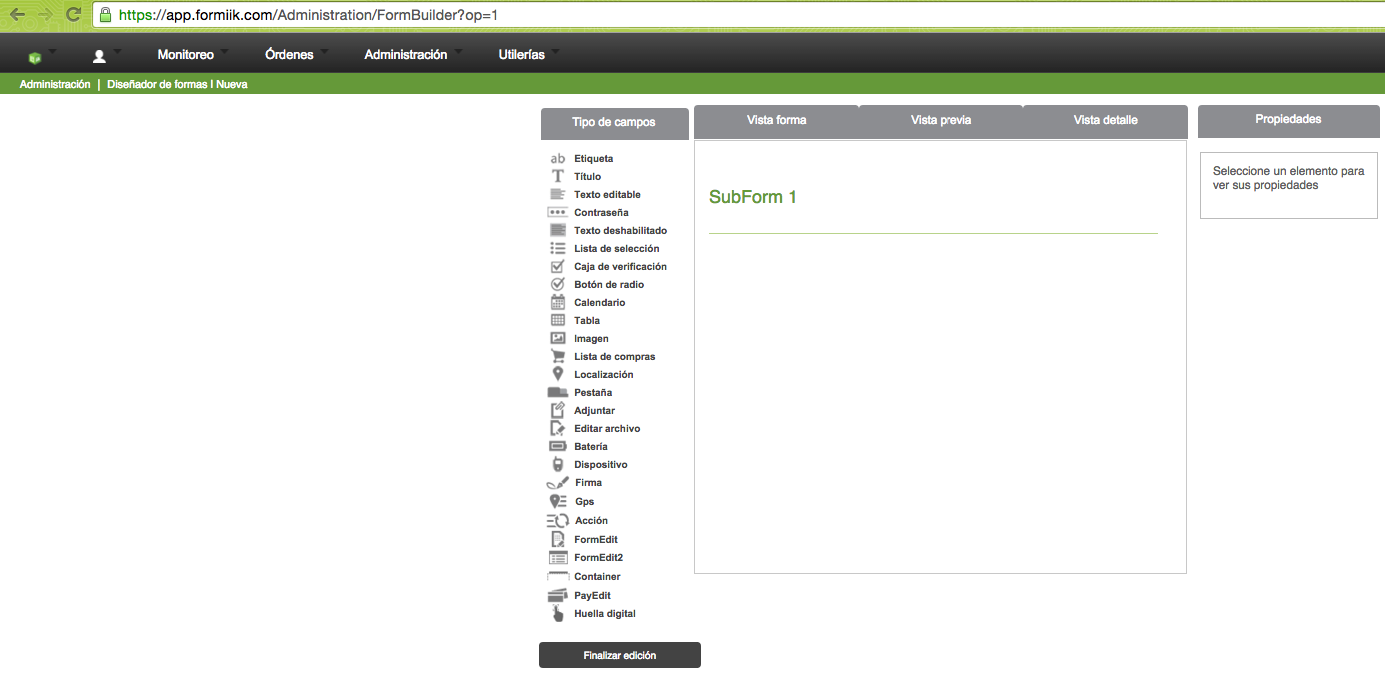 https://app.formiik.com/Administration/FormBuilder?op=1
Monitoreo Órdenes Administración Utilerías
Administración | Diseñador de formas | Nueva
Tipo de campos
ab Etiqueta
T Título
Texto editable
Contraseña
Texto deshabilitado
Lista de selección
Caja de verificación
Botón de radio
Calendario
Tabla
Imagen
Lista de compras
Localización
Pestaña
Adjuntar
Editar archivo
Batería
Dispositivo
Firma
Gps
Acción
FormEdit
FormEdit2
Container
PayEdit
Huella digital
Finalizar edición
Vista forma Vista previa Vista detalle
SubForm 1
Propiedades
Seleccione un elemento para
ver sus propiedades